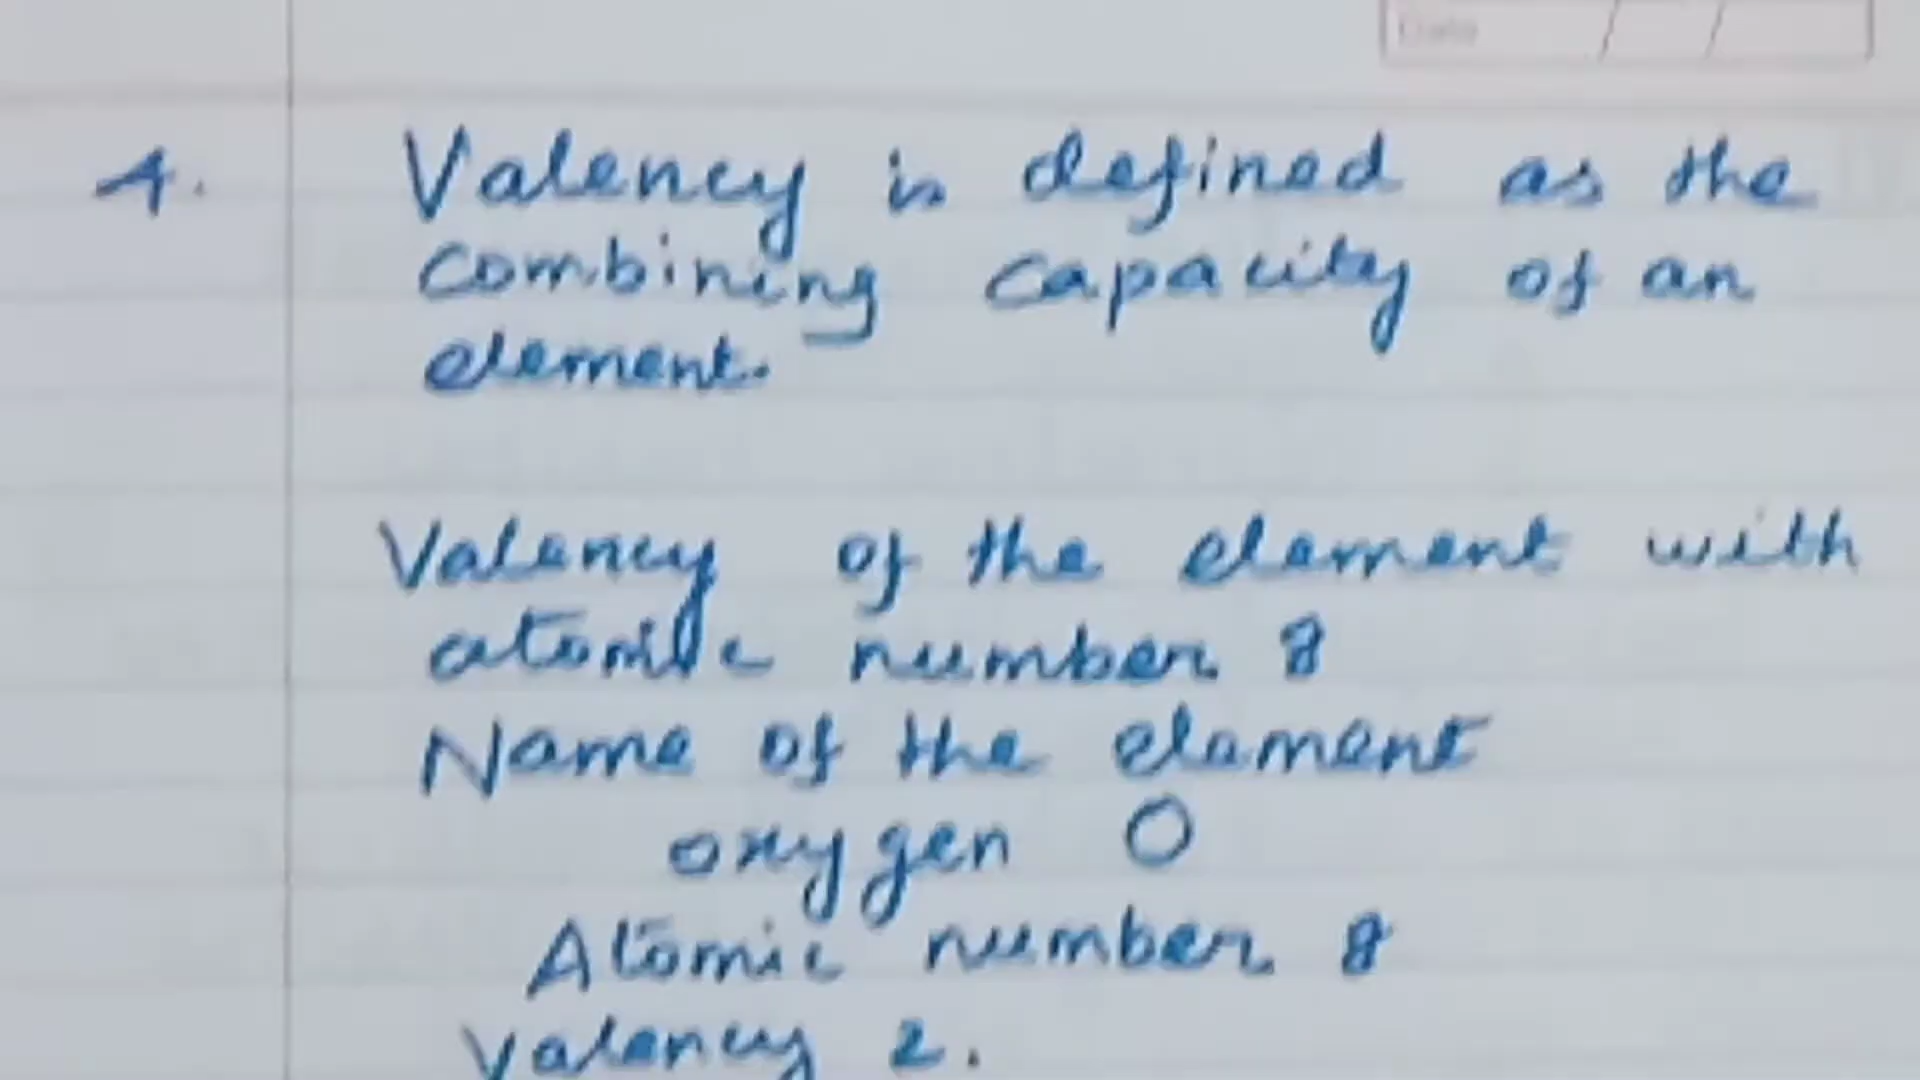 Date / /
4. Valency is defined as the
combining capacity of an
element.
Valency of the element with
atomic number 8
Name of the element
oxygen O
Atomic number 8
Valency 2.